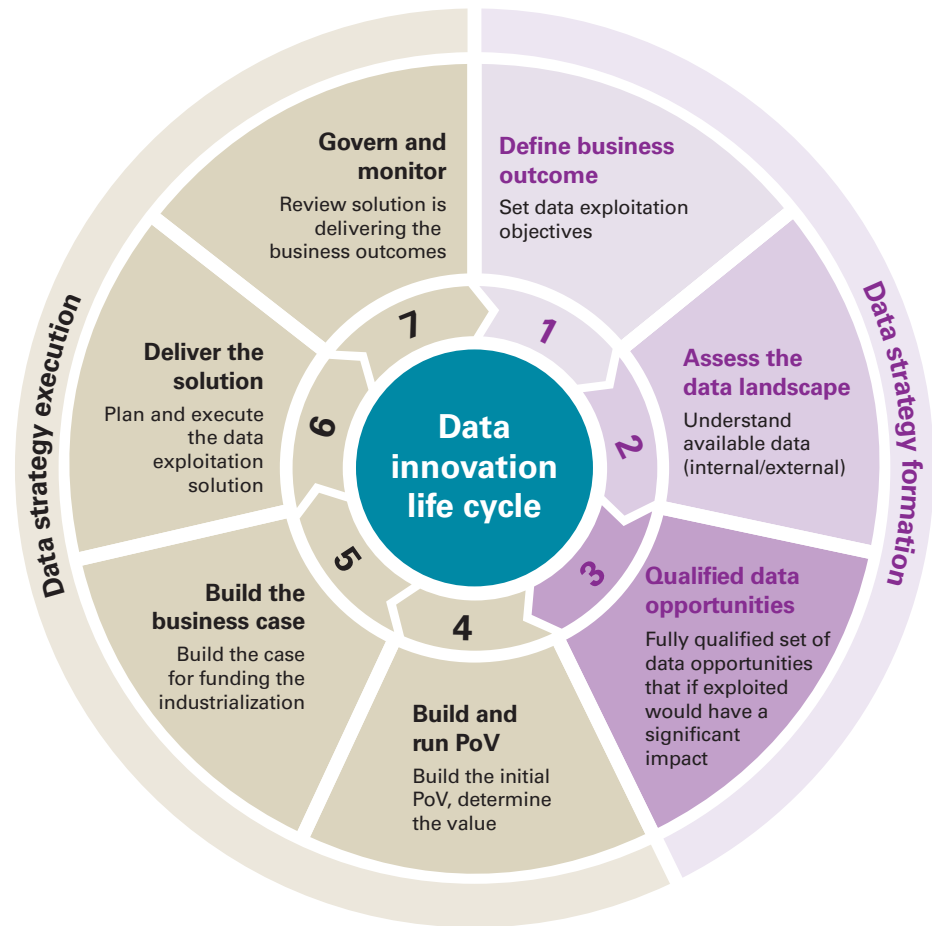 Data
innovation
life cycle
Data strategy formation
1
Define business
outcome
Set data exploitation
objectives
2
Assess the
data landscape
Understand
available data
(internal/external)
3
Qualified data
opportunities
Fully qualified set of
data opportunities
that if exploited
would have a
significant
impact
Data strategy execution
4
Build and
run PoV
Build the initial
PoV, determine
the value
5
Build the
business case
Build the case
for funding the
industrialization
6
Deliver the
solution
Plan and execute
the data
exploitation
solution
7
Govern and
monitor
Review solution is
delivering the
business outcomes